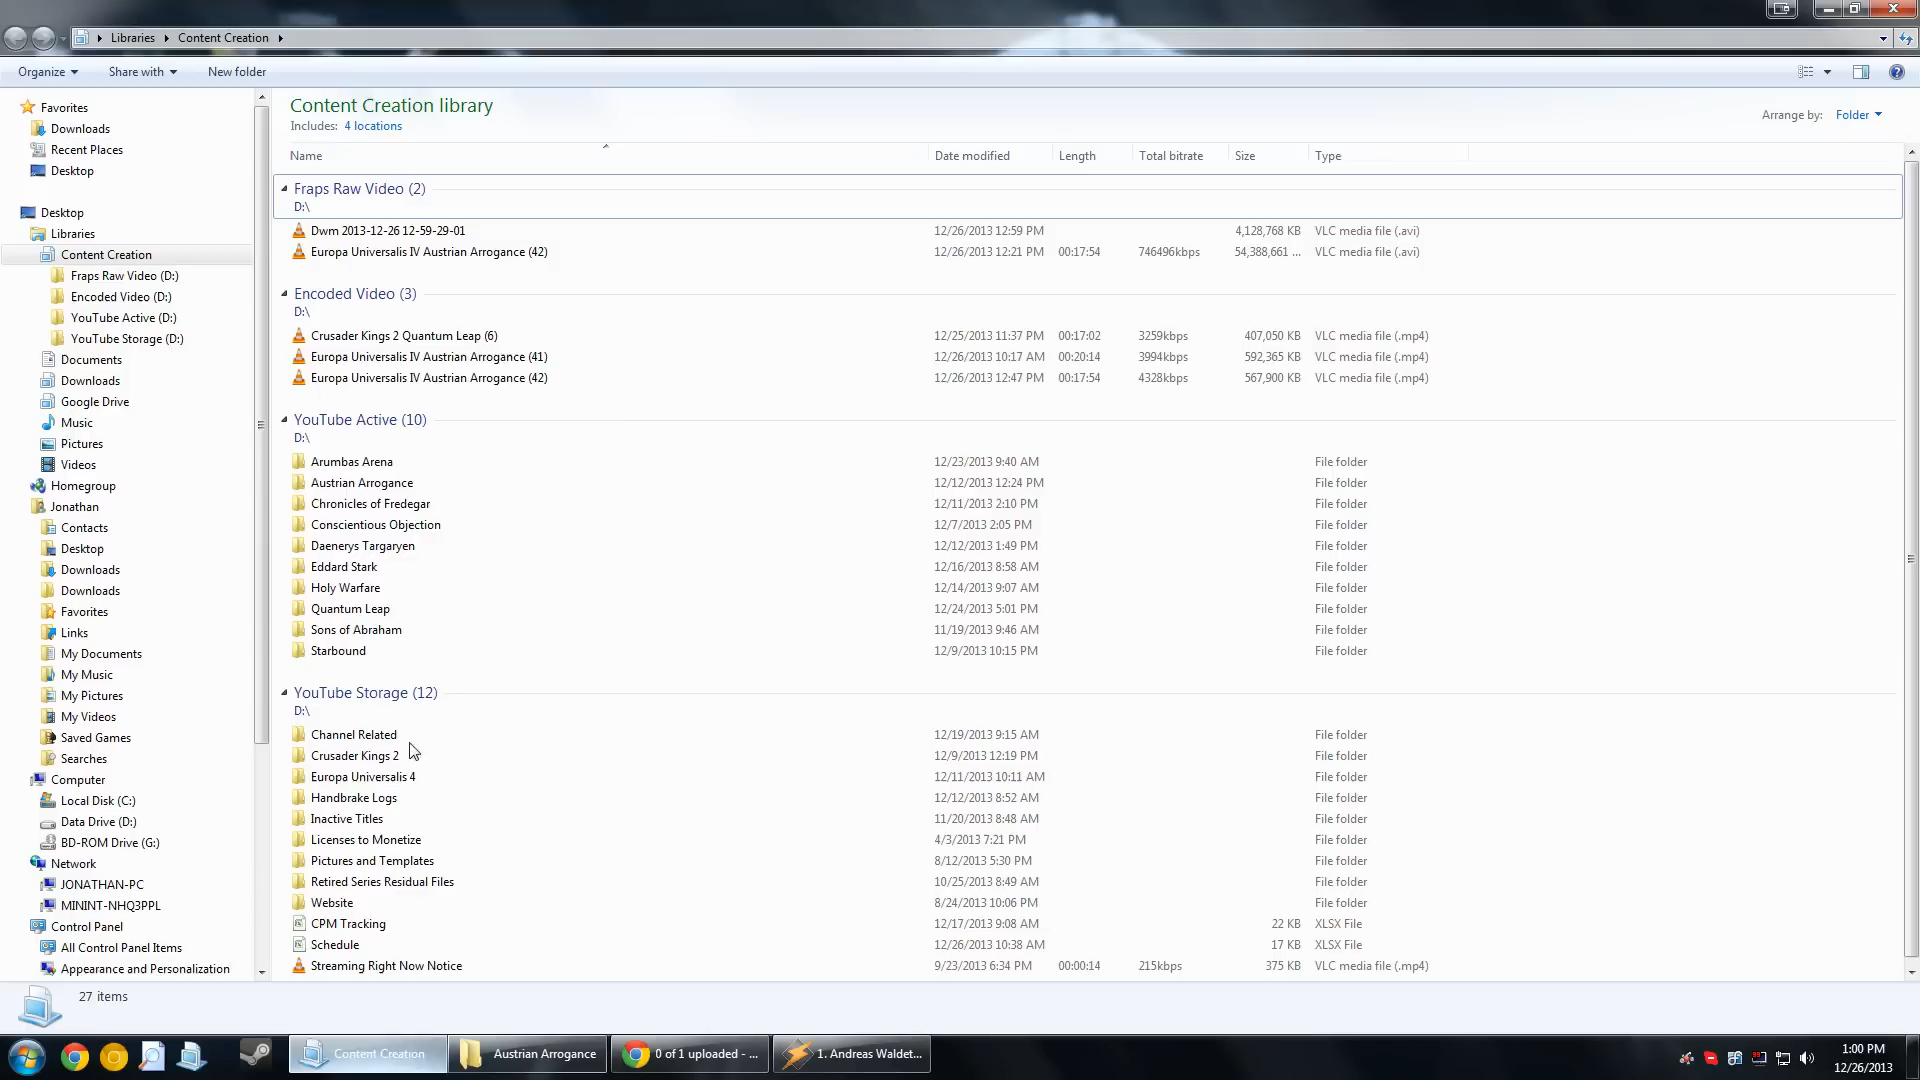 Libraries Content Creation
Organize Share with New folder
Favorites
Downloads
Recent Places
Desktop
Desktop
Libraries
Content Creation
Fraps Raw Video (D:)
Encoded Video (D:)
YouTube Active (D:)
YouTube Storage (D:)
Documents
Downloads
Google Drive
Music
Pictures
Videos
Homegroup
Jonathan
Contacts
Desktop
Downloads
Downloads
Favorites
Links
My Documents
My Music
My Pictures
My Videos
Saved Games
Searches
Computer
Local Disk (C:)
Data Drive (D:)
BD-ROM Drive (G:)
Network
JONATHAN-PC
MININT-NHQ3PPL
Control Panel
All Control Panel Items
Appearance and Personalization
Content Creation library
Includes: 4 locations
Arrange by: Folder
Name Date modified Length Total bitrate Size Type
Fraps Raw Video (2)
D:\
Dwm 2013-12-26 12-59-29-01 12/26/2013 12:59 PM 4,128,768 KB VLC media file (.avi)
Europa Universalis IV Austrian Arrogance (42) 12/26/2013 12:21 PM 00:17:54 746496kbps 54,388,661 ... VLC media file (.avi)
Encoded Video (3)
D:\
Crusader Kings 2 Quantum Leap (6) 12/25/2013 11:37 PM 00:17:02 3259kbps 407,050 KB VLC media file (.mp4)
Europa Universalis IV Austrian Arrogance (41) 12/26/2013 10:17 AM 00:20:14 3994kbps 592,365 KB VLC media file (.mp4)
Europa Universalis IV Austrian Arrogance (42) 12/26/2013 12:47 PM 00:17:54 4328kbps 567,900 KB VLC media file (.mp4)
YouTube Active (10)
D:\
Arumbas Arena 12/23/2013 9:40 AM File folder
Austrian Arrogance 12/12/2013 12:24 PM File folder
Chronicles of Fredegar 12/11/2013 2:10 PM File folder
Conscientious Objection 12/7/2013 2:05 PM File folder
Daenerys Targaryen 12/12/2013 1:49 PM File folder
Eddard Stark 12/16/2013 8:58 AM File folder
Holy Warfare 12/14/2013 9:07 AM File folder
Quantum Leap 12/24/2013 5:01 PM File folder
Sons of Abraham 11/19/2013 9:46 AM File folder
Starbound 12/9/2013 10:15 PM File folder
YouTube Storage (12)
D:\
Channel Related 12/19/2013 9:15 AM File folder
Crusader Kings 2 12/9/2013 12:19 PM File folder
Europa Universalis 4 12/11/2013 10:11 AM File folder
Handbrake Logs 12/12/2013 8:52 AM File folder
Inactive Titles 11/20/2013 8:48 AM File folder
Licenses to Monetize 4/3/2013 7:21 PM File folder
Pictures and Templates 8/12/2013 5:30 PM File folder
Retired Series Residual Files 10/25/2013 8:49 AM File folder
Website 8/24/2013 10:06 PM File folder
CPM Tracking 12/17/2013 9:08 AM 22 KB XLSX File
Schedule 12/26/2013 10:38 AM 17 KB XLSX File
Streaming Right Now Notice 9/23/2013 6:34 PM 00:00:14 215kbps 375 KB VLC media file (.mp4)
27 items
Content Creation Austrian Arrogance 0 of 1 uploaded - ... 1. Andreas Waldet...
1:00 PM
12/26/2013